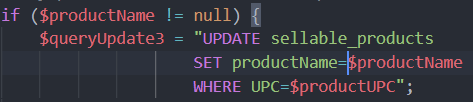 if ($productName != null) {
$queryUpdate3 = "UPDATE sellable_products
SET productName=$productName
WHERE UPC=$productUPC";